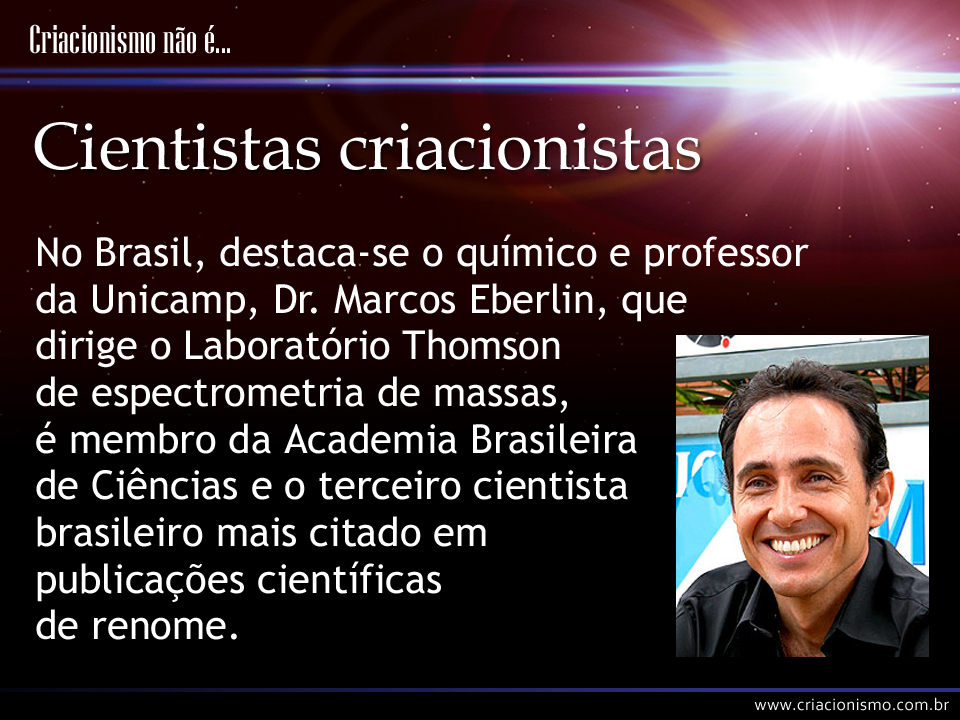 Criacionismo não é...
Cientistas criacionistas
No Brasil, destaca-se o químico e professor
da Unicamp, Dr. Marcos Eberlin, que
dirige o Laboratório Thomson
de espectrometria de massas,
é membro da Academia Brasileira
de Ciências e o terceiro cientista
brasileiro mais citado em
publicações científicas
de renome.
www.criacionismo.com.br